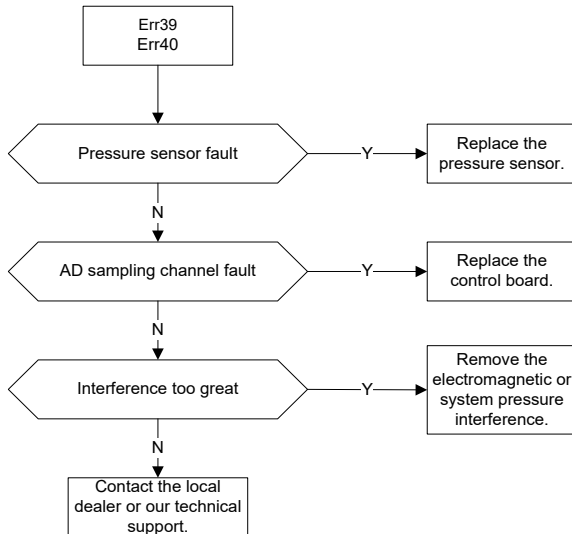 Err39
Err40
Pressure sensor fault
Y
Replace the
pressure sensor.
N
AD sampling channel fault
Y
Replace the
control board.
N
Interference too great
Y
Remove the
electromagnetic or
system pressure
interference.
N
Contact the local
dealer or our technical
support.